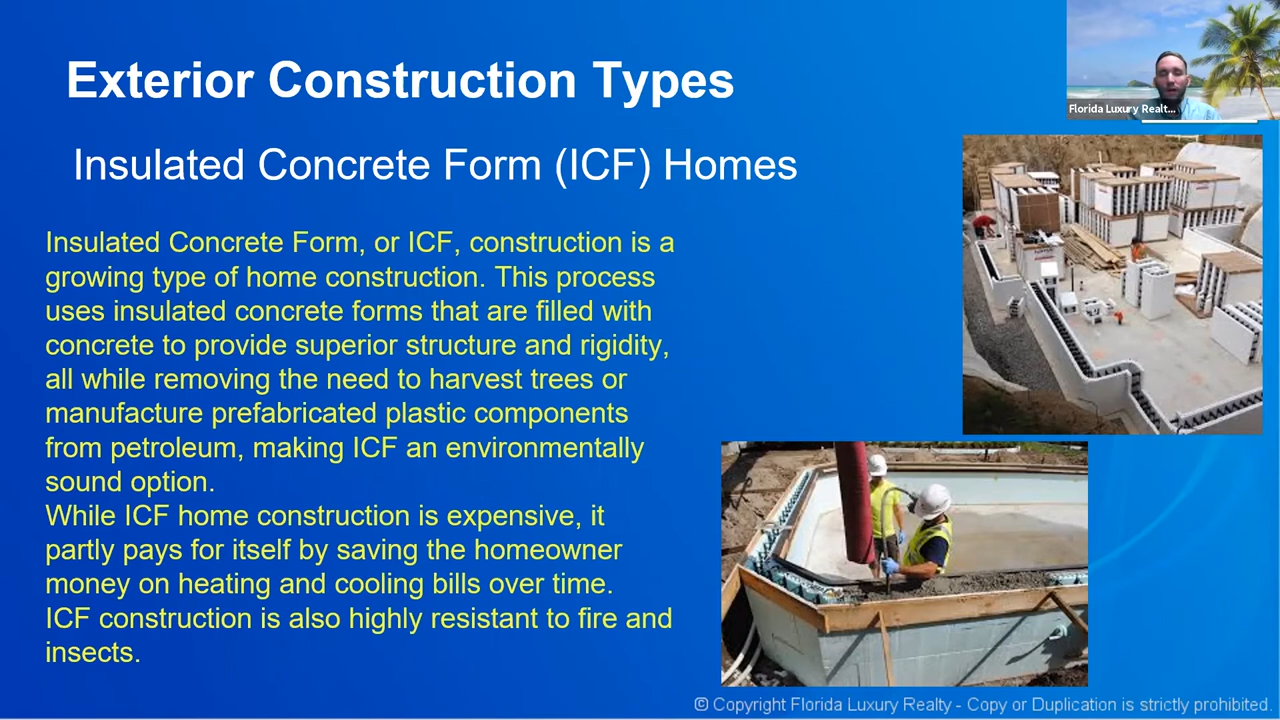 Exterior Construction Types
Florida Luxury Realt...
Insulated Concrete Form (ICF) Homes
Insulated Concrete Form, or ICF, construction is a
growing type of home construction. This process
uses insulated concrete forms that are filled with
concrete to provide superior structure and rigidity,
all while removing the need to harvest trees or
manufacture prefabricated plastic components
from petroleum, making ICF an environmentally
sound option.
While ICF home construction is expensive, it
partly pays for itself by saving the homeowner
money on heating and cooling bills over time.
ICF construction is also highly resistant to fire and
insects.
© Copyright Florida Luxury Realty - Copy or Duplication is strictly prohibited.